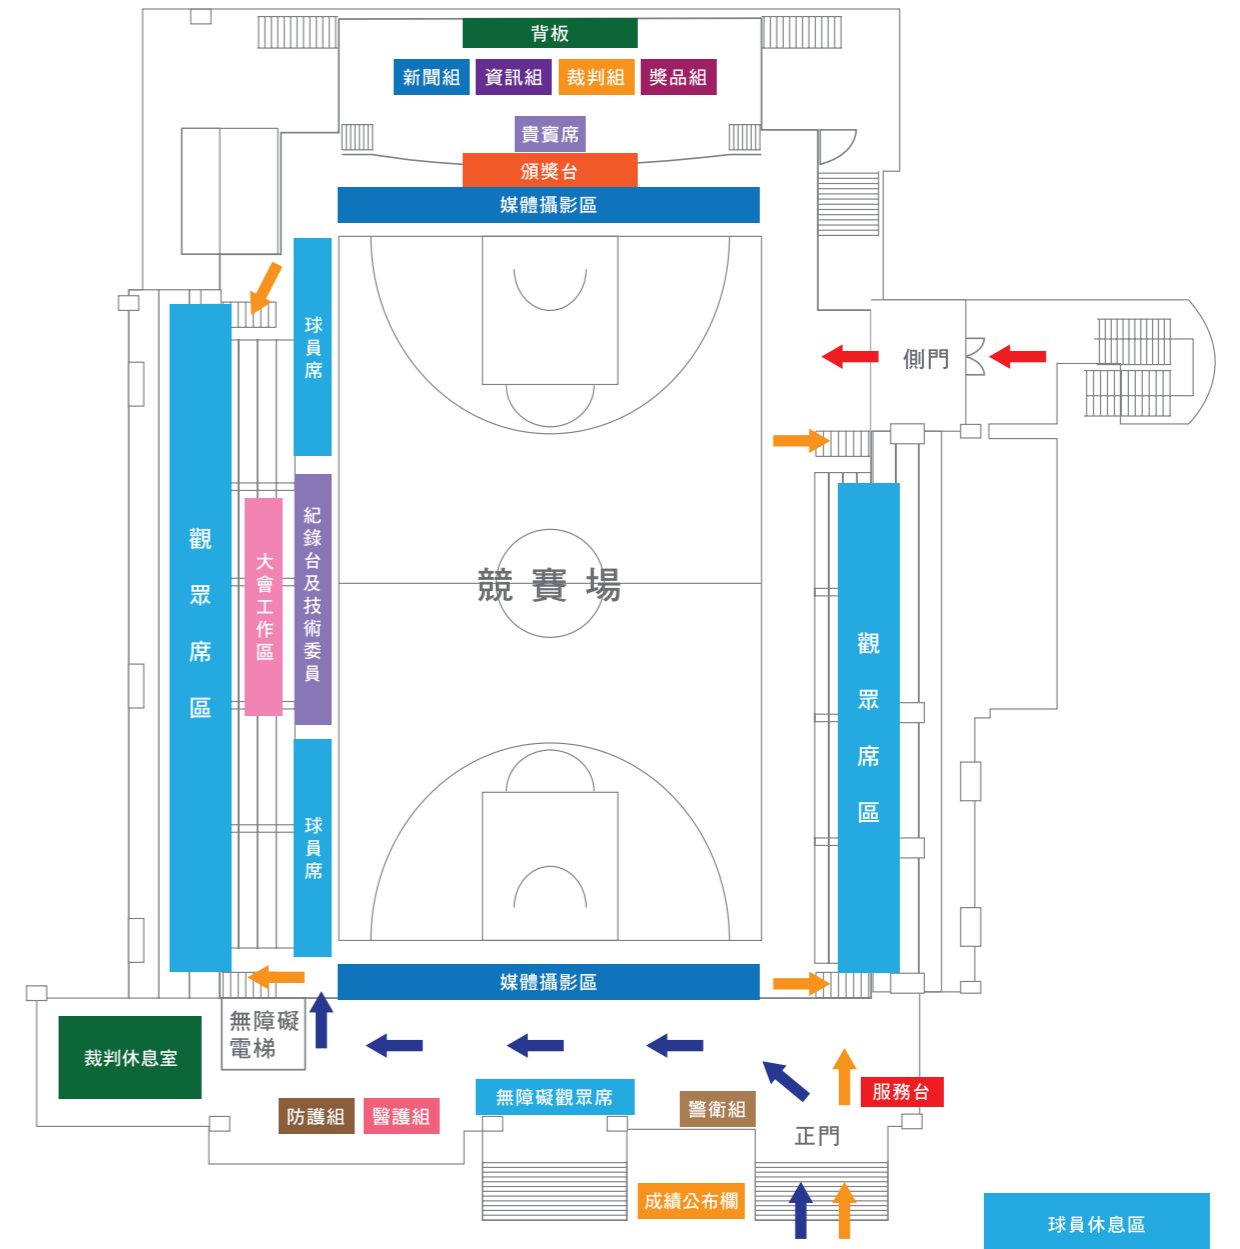 背板
新聞組
資訊組
裁判組
獎品組
貴賓席
頒獎台
媒體攝影區
球員席
側門
觀眾席區
大會工作區
紀錄台及技術委員
競賽場
觀眾席區
球員席
媒體攝影區
無障礙
電梯
裁判休息室
無障礙觀眾席
服務台
防護組
醫護組
警衛組
正門
成績公布欄
球員休息區